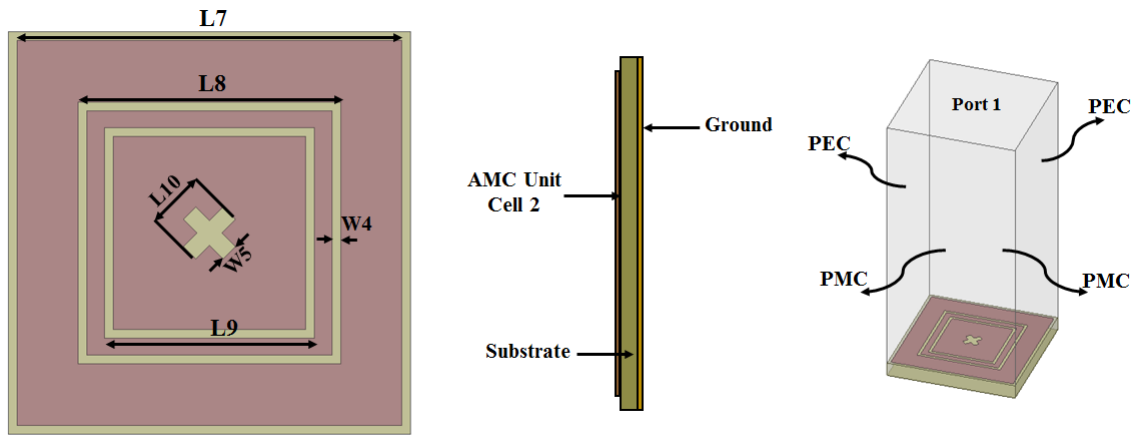 L7
L8
L10
W4
W5
L9
Ground
AMC Unit
Cell 2
Substrate
Port 1
PEC
PEC
PMC
PMC